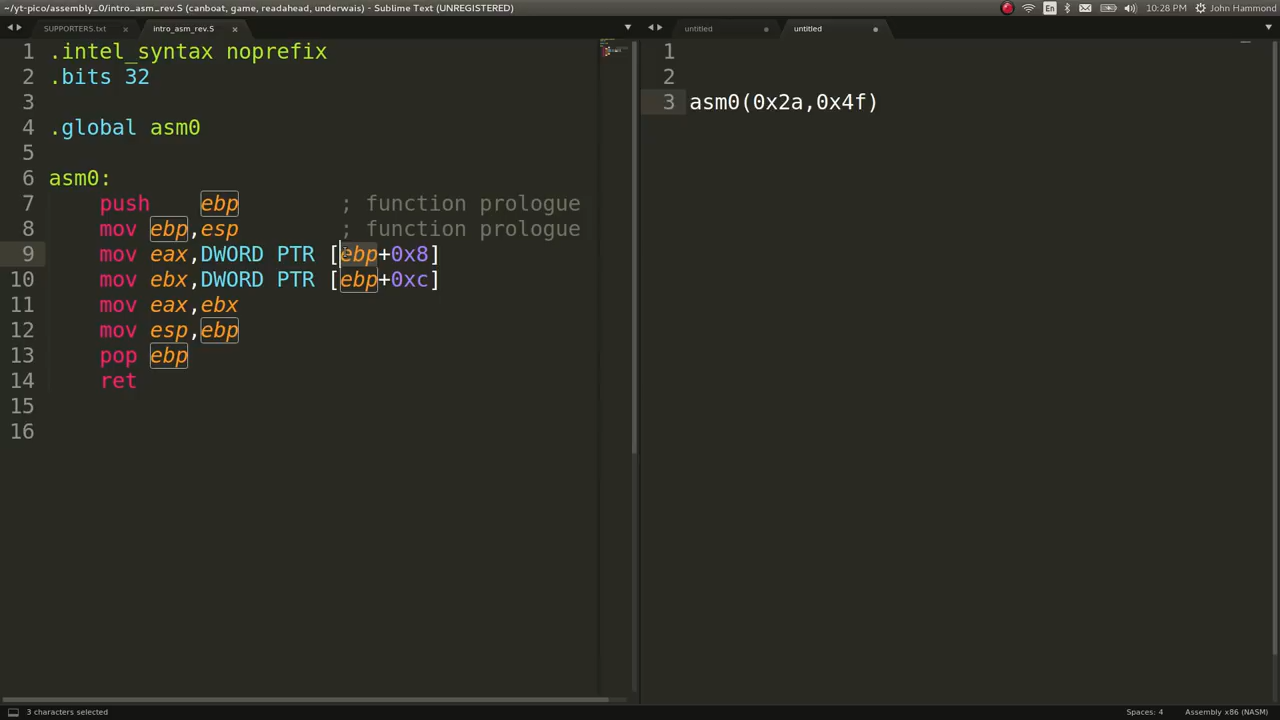 ~/yt-pico/assembly_0/intro_asm_rev.S (canboat, game, readahead, underwais) - Sublime Text (UNREGISTERED)
En
10:28 PM
John Hammond
SUPPORTERS.txt
intro_asm_rev.S
untitled
untitled
1 .intel_syntax noprefix
2 .bits 32
3
4 .global asm0
5
6 asm0:
7 push ebp ; function prologue
8 mov ebp,esp ; function prologue
9 mov eax,DWORD PTR [ebp+0x8]
10 mov ebx,DWORD PTR [ebp+0xc]
11 mov eax,ebx
12 mov esp,ebp
13 pop ebp
14 ret
15
16
1
2
3 asm0(0x2a,0x4f)
3 characters selected
Spaces: 4
Assembly x86 (NASM)